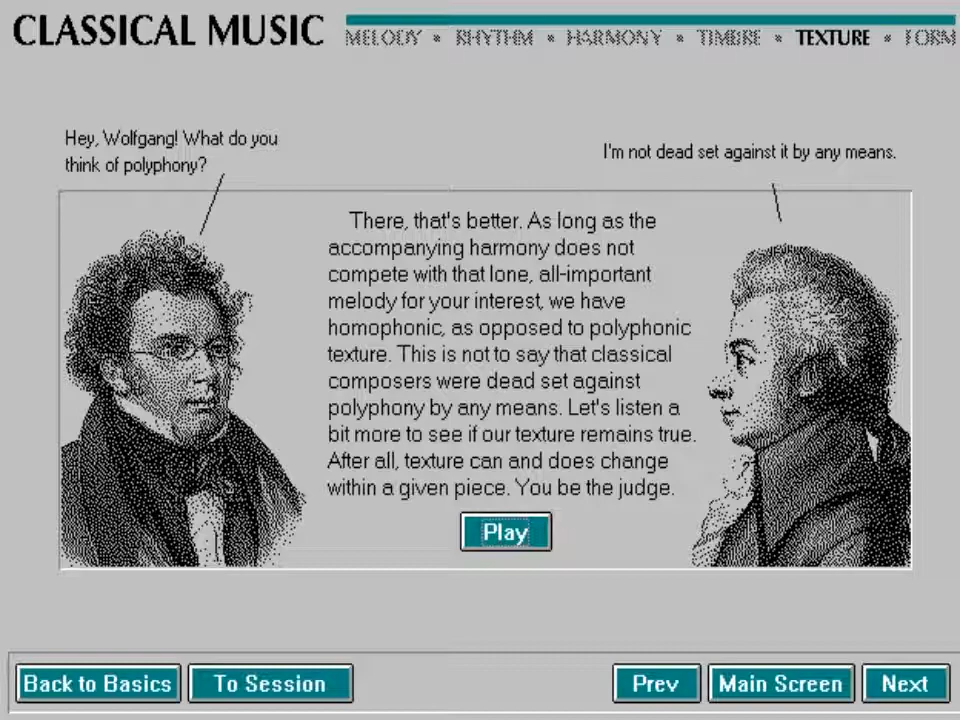 CLASSICAL MUSIC
MELODY • RHYTHM • HARMONY • TIMBRE • TEXTURE • FORM
Hey, Wolfgang! What do you
think of polyphony?
I'm not dead set against it by any means.
There, that's better. As long as the
accompanying harmony does not
compete with that lone, all-important
melody for your interest, we have
homophonic, as opposed to polyphonic
texture. This is not to say that classical
composers were dead set against
polyphony by any means. Let's listen a
bit more to see if our texture remains true.
After all, texture can and does change
within a given piece. You be the judge.
Play
Back to Basics To Session Prev Main Screen Next